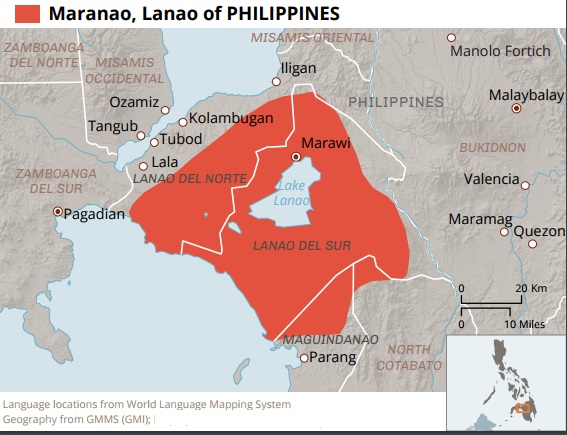 Maranao, Lanao of PHILIPPINES
ZAMBOANGA
DEL NORTE
MISAMIS
OCCIDENTAL
MISAMIS ORIENTAL
Manolo Fortich
Iligan
PHILIPPINES
Malaybalay
Ozamiz
Kolambugan
Tangub
Tubod
Marawi
BUKIDNON
Lala
ZAMBOANGA
DEL SUR
LANAO DEL NORTE
Lake
Lanao
Valencia
Pagadian
Maramag
Quezon
LANAO DEL SUR
0 20 Km
0 10 Miles
MAGUINDANAO
Parang
NORTH
COTABATO
Language locations from World Language Mapping System
Geography from GMMS (GMI);